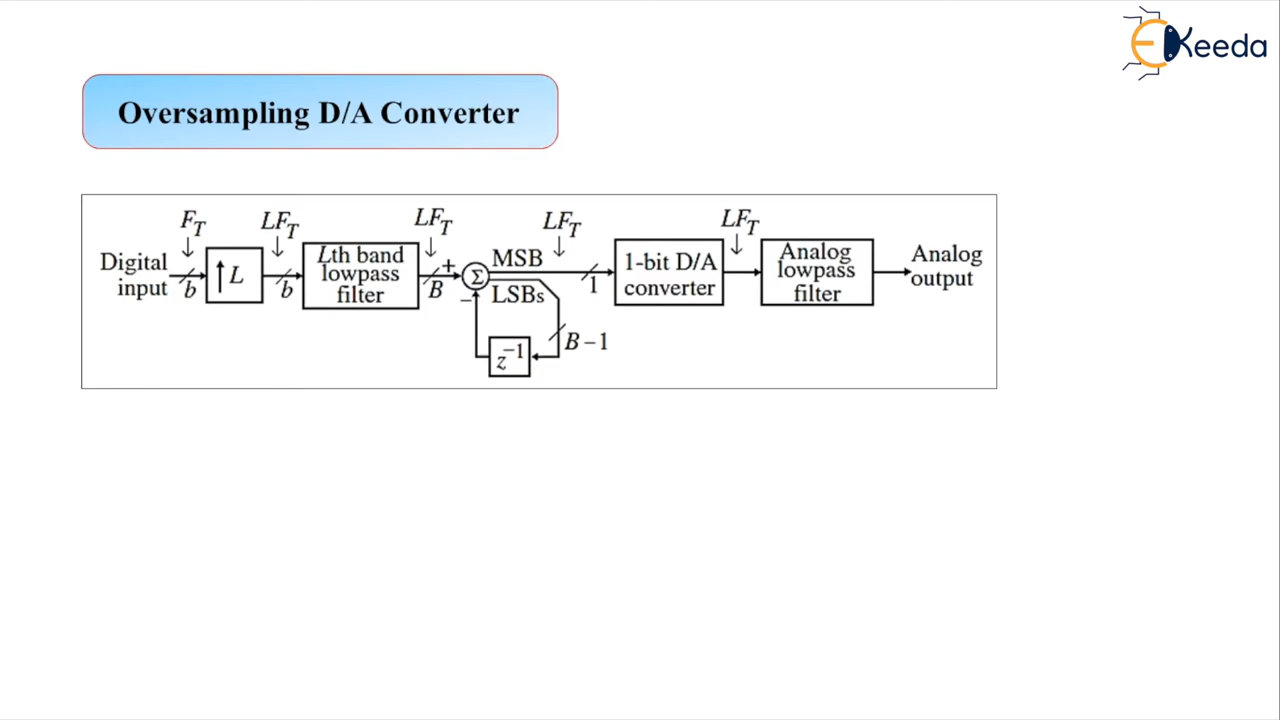 EKeeda
Oversampling D/A Converter
F_T
LF_T
LF_T
LF_T
LF_T
Digital
input
b
↑L
b
Lth band
lowpass
filter
+
B
Σ
−
MSB
LSBs
1
B−1
z^−1
1-bit D/A
converter
Analog
lowpass
filter
Analog
output